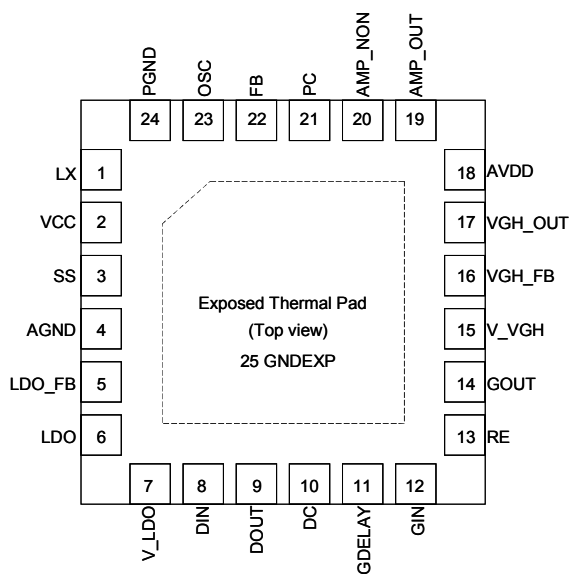 PGND
OSC
FB
PC
AMP_NON
AMP_OUT
24
23
22
21
20
19
LX 1
18 AVDD
VCC 2
17 VGH_OUT
SS 3
16 VGH_FB
AGND 4
15 V_VGH
LDO_FB 5
14 GOUT
LDO 6
13 RE
Exposed Thermal Pad
(Top view)
25 GNDEXP
7
8
9
10
11
12
V_LDO
DIN
DOUT
DC
GDELAY
GIN